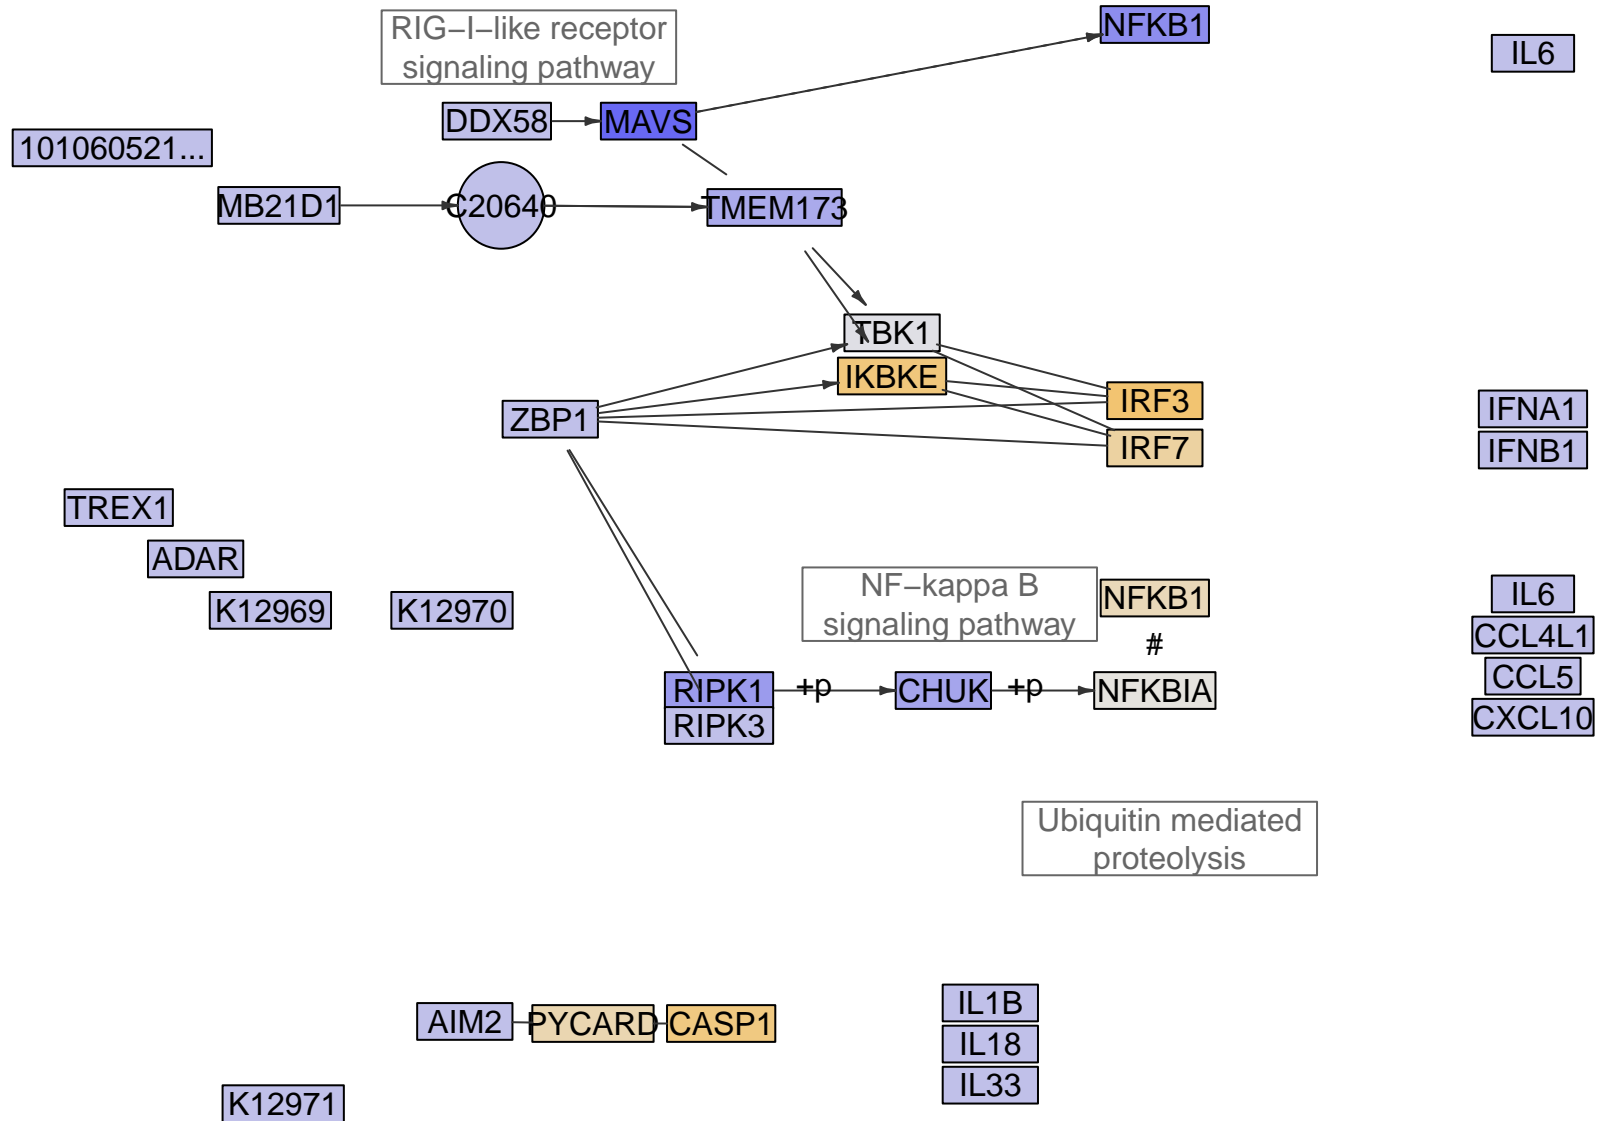 RIG−I−like receptor
signaling pathway
NFKB1
IL6
DDX58
MAVS
101060521...
MB21D1
C20640
TMEM173
TBK1
IKBKE
ZBP1
IRF3
IRF7
IFNA1
IFNB1
TREX1
ADAR
K12969
K12970
NF−kappa B
signaling pathway
NFKB1
#
IL6
CCL4L1
CCL5
CXCL10
RIPK1
+p
CHUK
+p
NFKBIA
RIPK3
Ubiquitin mediated
proteolysis
AIM2
PYCARD
CASP1
IL1B
IL18
IL33
K12971